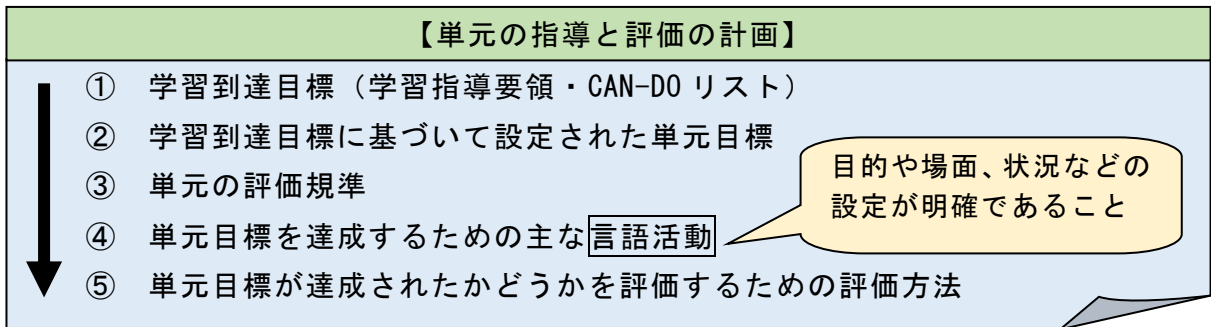 【単元の指導と評価の計画】
① 学習到達目標(学習指導要領・CAN-DO リスト)
② 学習到達目標に基づいて設定された単元目標
③ 単元の評価規準
④ 単元目標を達成するための主な言語活動
⑤ 単元目標が達成されたかどうかを評価するための評価方法
目的や場面、状況などの
設定が明確であること